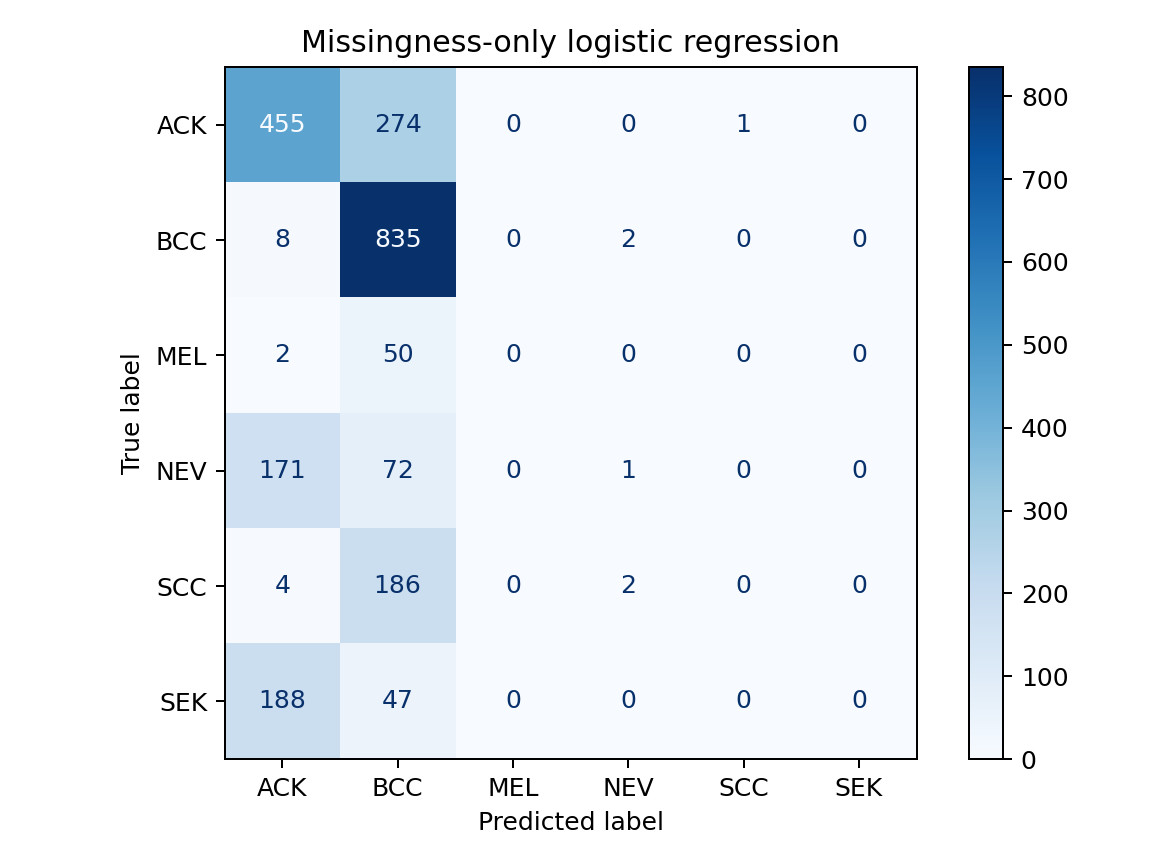 Missingness-only logistic regression
ACK 455 274 0 0 1 0
BCC 8 835 0 2 0 0
MEL 2 50 0 0 0 0
NEV 171 72 0 1 0 0
SCC 4 186 0 2 0 0
SEK 188 47 0 0 0 0
ACK BCC MEL NEV SCC SEK
Predicted label
True label
800
700
600
500
400
300
200
100
0